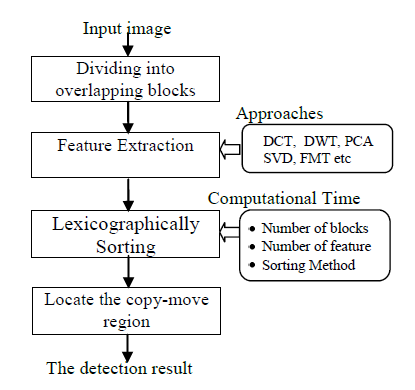 Input image
Dividing into
overlapping blocks
Approaches
Feature Extraction
DCT, DWT, PCA
SVD, FMT etc
Computational Time
Lexicographically
Sorting
• Number of blocks
• Number of feature
• Sorting Method
Locate the copy-move
region
The detection result